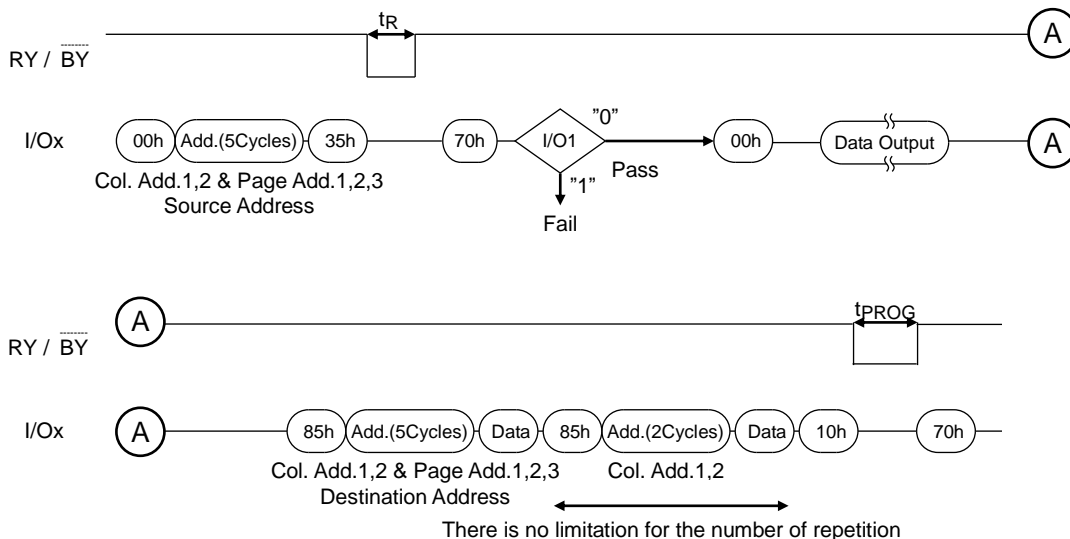 tR
A
RY / BY
I/Ox
00h Add.(5Cycles) 35h 70h I/O1 "0" 00h Data Output A
Pass
"1"
Col. Add.1,2 & Page Add.1,2,3
Source Address
Fail
A
tPROG
RY / BY
I/Ox
A 85h Add.(5Cycles) Data 85h Add.(2Cycles) Data 10h 70h
Col. Add.1,2 & Page Add.1,2,3 Col. Add.1,2
Destination Address
There is no limitation for the number of repetition